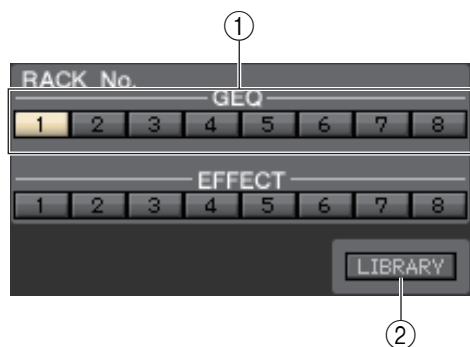 ①
RACK No.
GEQ
1 2 3 4 5 6 7 8
EFFECT
1 2 3 4 5 6 7 8
LIBRARY
②